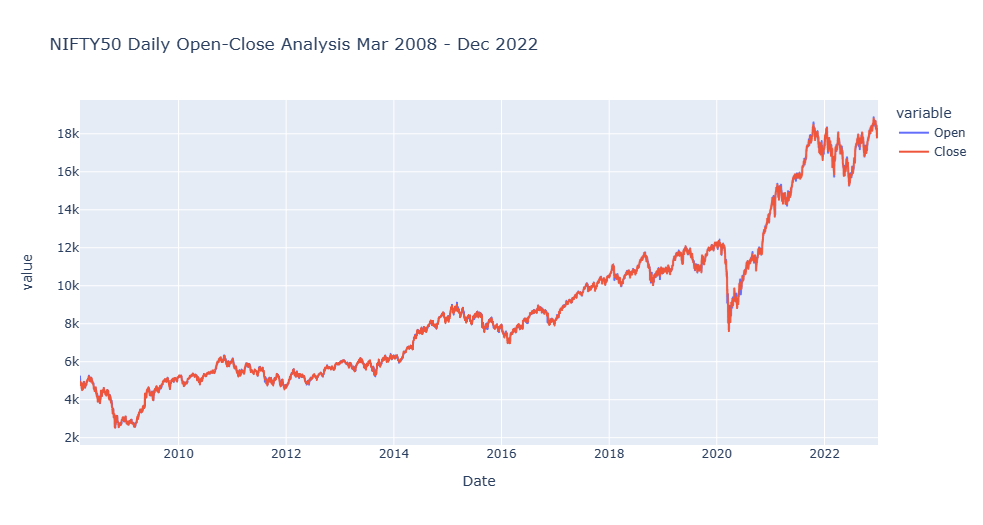 NIFTY50 Daily Open-Close Analysis Mar 2008 - Dec 2022
variable
Open
Close
18k
16k
14k
12k
10k
8k
6k
4k
2k
value
2010
2012
2014
2016
2018
2020
2022
Date